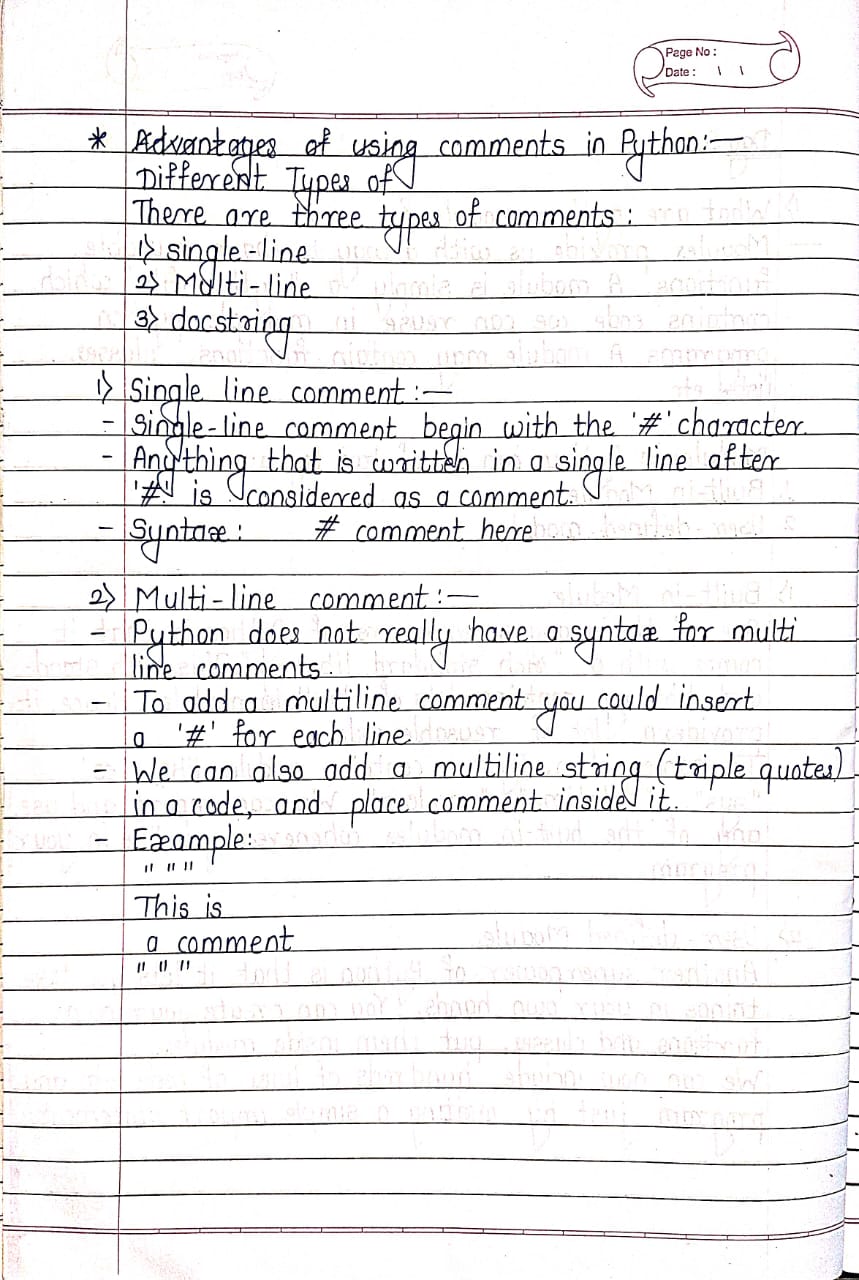 Page No :
Date :
* Advantages of using comments in Python:—
Different Types of
There are three types of comments :
1) single-line
2) Multi-line
3) docstring
1) Single line comment :—
- Single-line comment begin with the '#' character.
- Anything that is written in a single line after
'#' is considered as a comment.
- Syntax : # comment here
2) Multi-line comment :—
- Python does not really have a syntax for multi
line comments.
- To add a multiline comment you could insert
a '#' for each line
- We can also add a multiline string (triple quotes)
in a code, and place comment inside it.
- Example:
" " "
This is
a comment
" " "